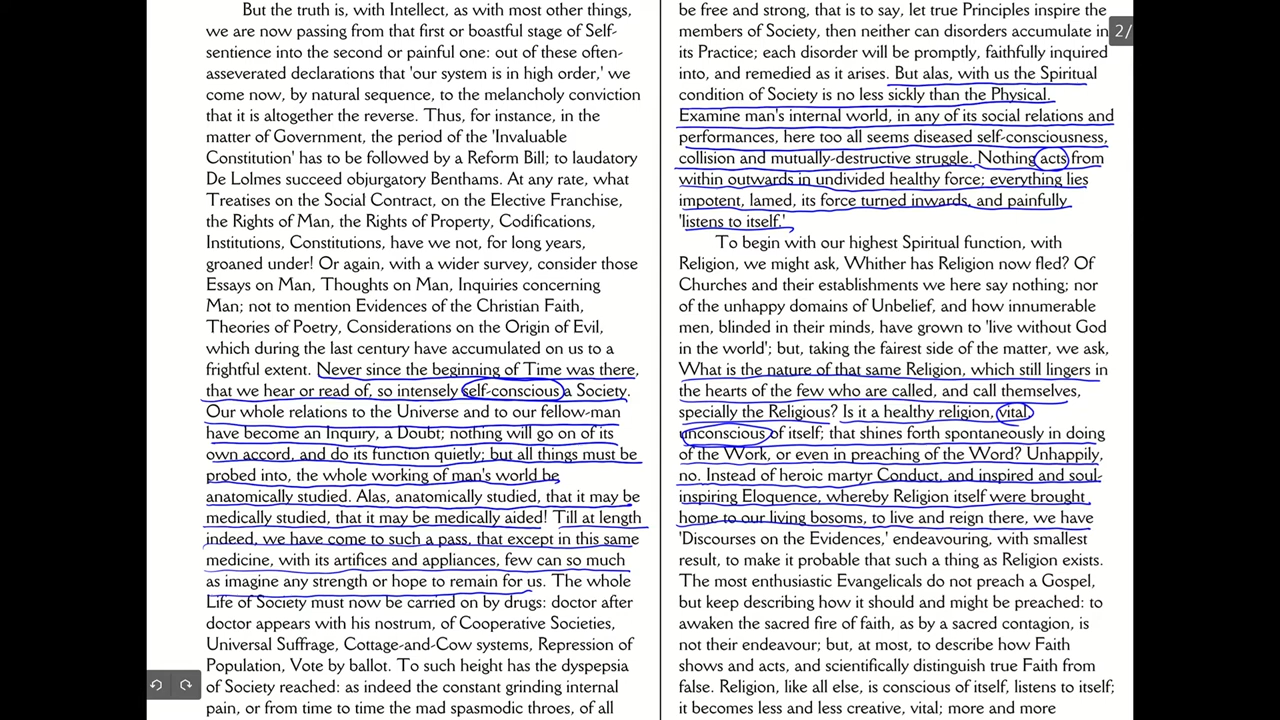 But the truth is, with Intellect, as with most other things,
we are now passing from that first or boastful stage of Self-
sentience into the second or painful one: out of these often-
asseverated declarations that 'our system is in high order,' we
come now, by natural sequence, to the melancholy conviction
that it is altogether the reverse. Thus, for instance, in the
matter of Government, the period of the 'Invaluable
Constitution' has to be followed by a Reform Bill; to laudatory
De Lolmes succeed objurgatory Benthams. At any rate, what
Treatises on the Social Contract, on the Elective Franchise,
the Rights of Man, the Rights of Property, Codifications,
Institutions, Constitutions, have we not, for long years,
groaned under! Or again, with a wider survey, consider those
Essays on Man, Thoughts on Man, Inquiries concerning
Man; not to mention Evidences of the Christian Faith,
Theories of Poetry, Considerations on the Origin of Evil,
which during the last century have accumulated on us to a
frightful extent. Never since the beginning of Time was there,
that we hear or read of, so intensely self-conscious a Society.
Our whole relations to the Universe and to our fellow-man
have become an Inquiry, a Doubt; nothing will go on of its
own accord, and do its function quietly; but all things must be
probed into, the whole working of man's world be
anatomically studied. Alas, anatomically studied, that it may be
medically studied, that it may be medically aided! Till at length
indeed, we have come to such a pass, that except in this same
medicine, with its artifices and appliances, few can so much
as imagine any strength or hope to remain for us. The whole
Life of Society must now be carried on by drugs: doctor after
doctor appears with his nostrum, of Cooperative Societies,
Universal Suffrage, Cottage-and-Cow systems, Repression of
Population, Vote by ballot. To such height has the dyspepsia
of Society reached: as indeed the constant grinding internal
pain, or from time to time the mad spasmodic throes, of all
be free and strong, that is to say, let true Principles inspire the
members of Society, then neither can disorders accumulate in
its Practice; each disorder will be promptly, faithfully inquired
into, and remedied as it arises. But alas, with us the Spiritual
condition of Society is no less sickly than the Physical.
Examine man's internal world, in any of its social relations and
performances, here too all seems diseased self-consciousness,
collision and mutually-destructive struggle. Nothing acts from
within outwards in undivided healthy force; everything lies
impotent, lamed, its force turned inwards, and painfully
'listens to itself.'
To begin with our highest Spiritual function, with
Religion, we might ask, Whither has Religion now fled? Of
Churches and their establishments we here say nothing; nor
of the unhappy domains of Unbelief, and how innumerable
men, blinded in their minds, have grown to 'live without God
in the world'; but, taking the fairest side of the matter, we ask,
What is the nature of that same Religion, which still lingers in
the hearts of the few who are called, and call themselves,
specially the Religious? Is it a healthy religion, vital
unconscious of itself; that shines forth spontaneously in doing
of the Work, or even in preaching of the Word? Unhappily,
no. Instead of heroic martyr Conduct, and inspired and soul-
inspiring Eloquence, whereby Religion itself were brought
home to our living bosoms, to live and reign there, we have
'Discourses on the Evidences,' endeavouring, with smallest
result, to make it probable that such a thing as Religion exists.
The most enthusiastic Evangelicals do not preach a Gospel,
but keep describing how it should and might be preached: to
awaken the sacred fire of faith, as by a sacred contagion, is
not their endeavour; but, at most, to describe how Faith
shows and acts, and scientifically distinguish true Faith from
false. Religion, like all else, is conscious of itself, listens to itself;
it becomes less and less creative, vital; more and more
2/